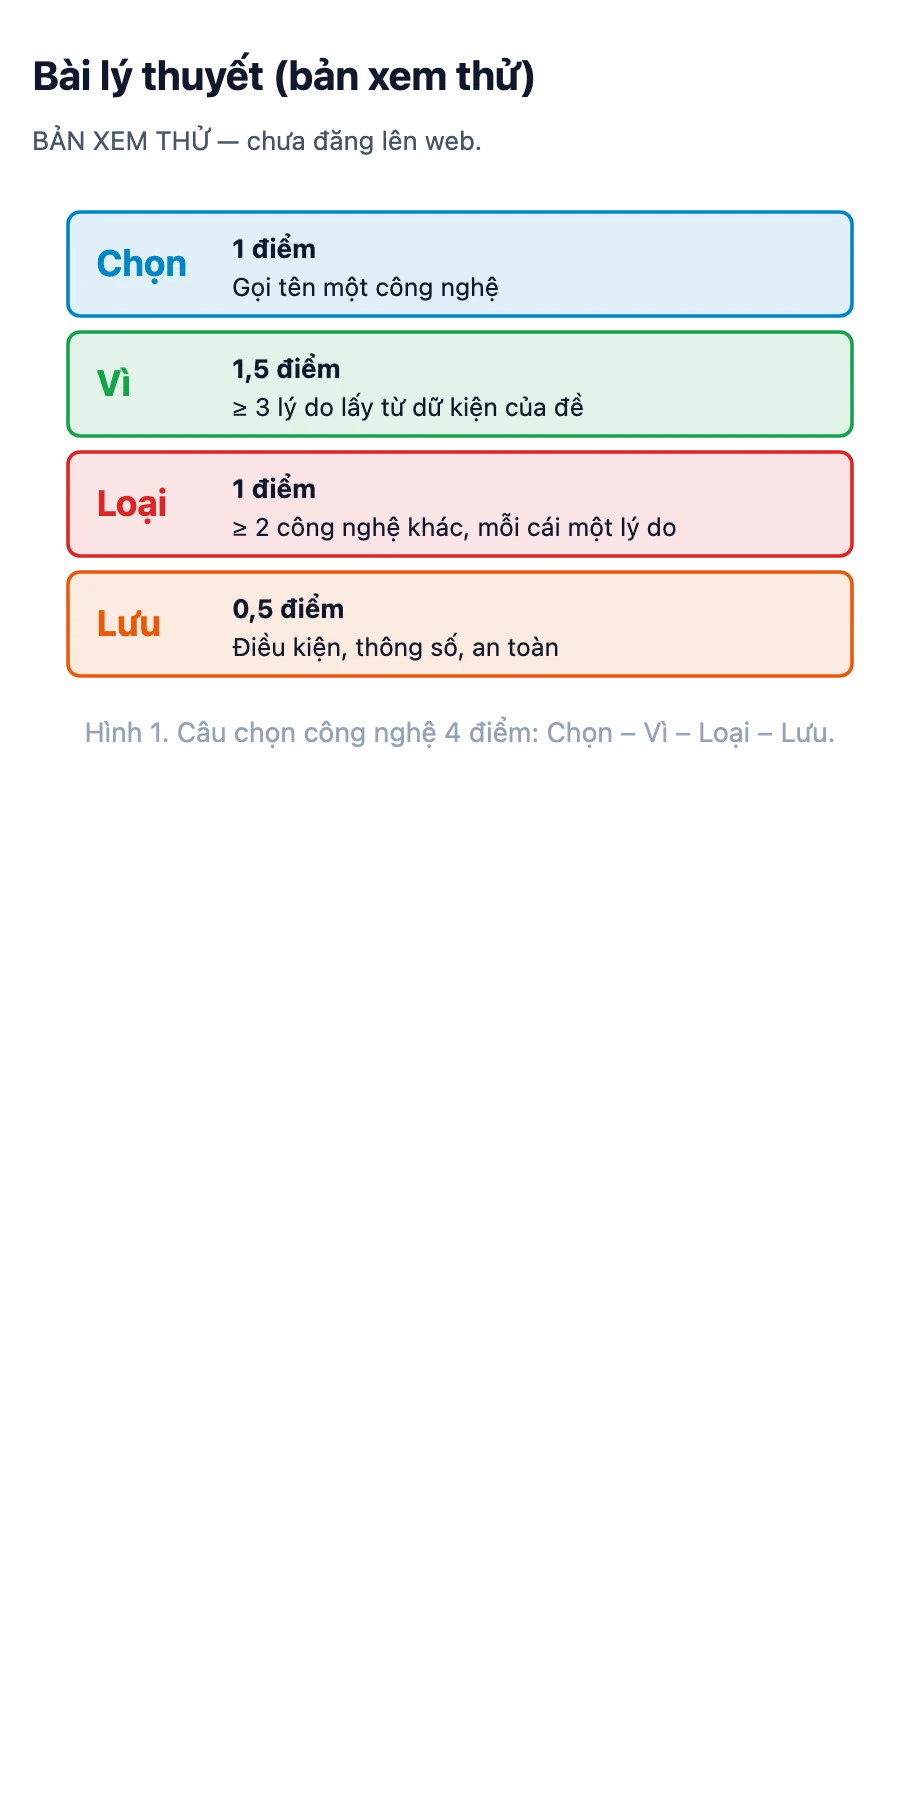 Bài lý thuyết (bản xem thử)
BẢN XEM THỬ — chưa đăng lên web.
Chọn
1 điểm
Gọi tên một công nghệ
Vì
1,5 điểm
≥ 3 lý do lấy từ dữ kiện của đề
Loại
1 điểm
≥ 2 công nghệ khác, mỗi cái một lý do
Lưu
0,5 điểm
Điều kiện, thông số, an toàn
Hình 1. Câu chọn công nghệ 4 điểm: Chọn – Vì – Loại – Lưu.